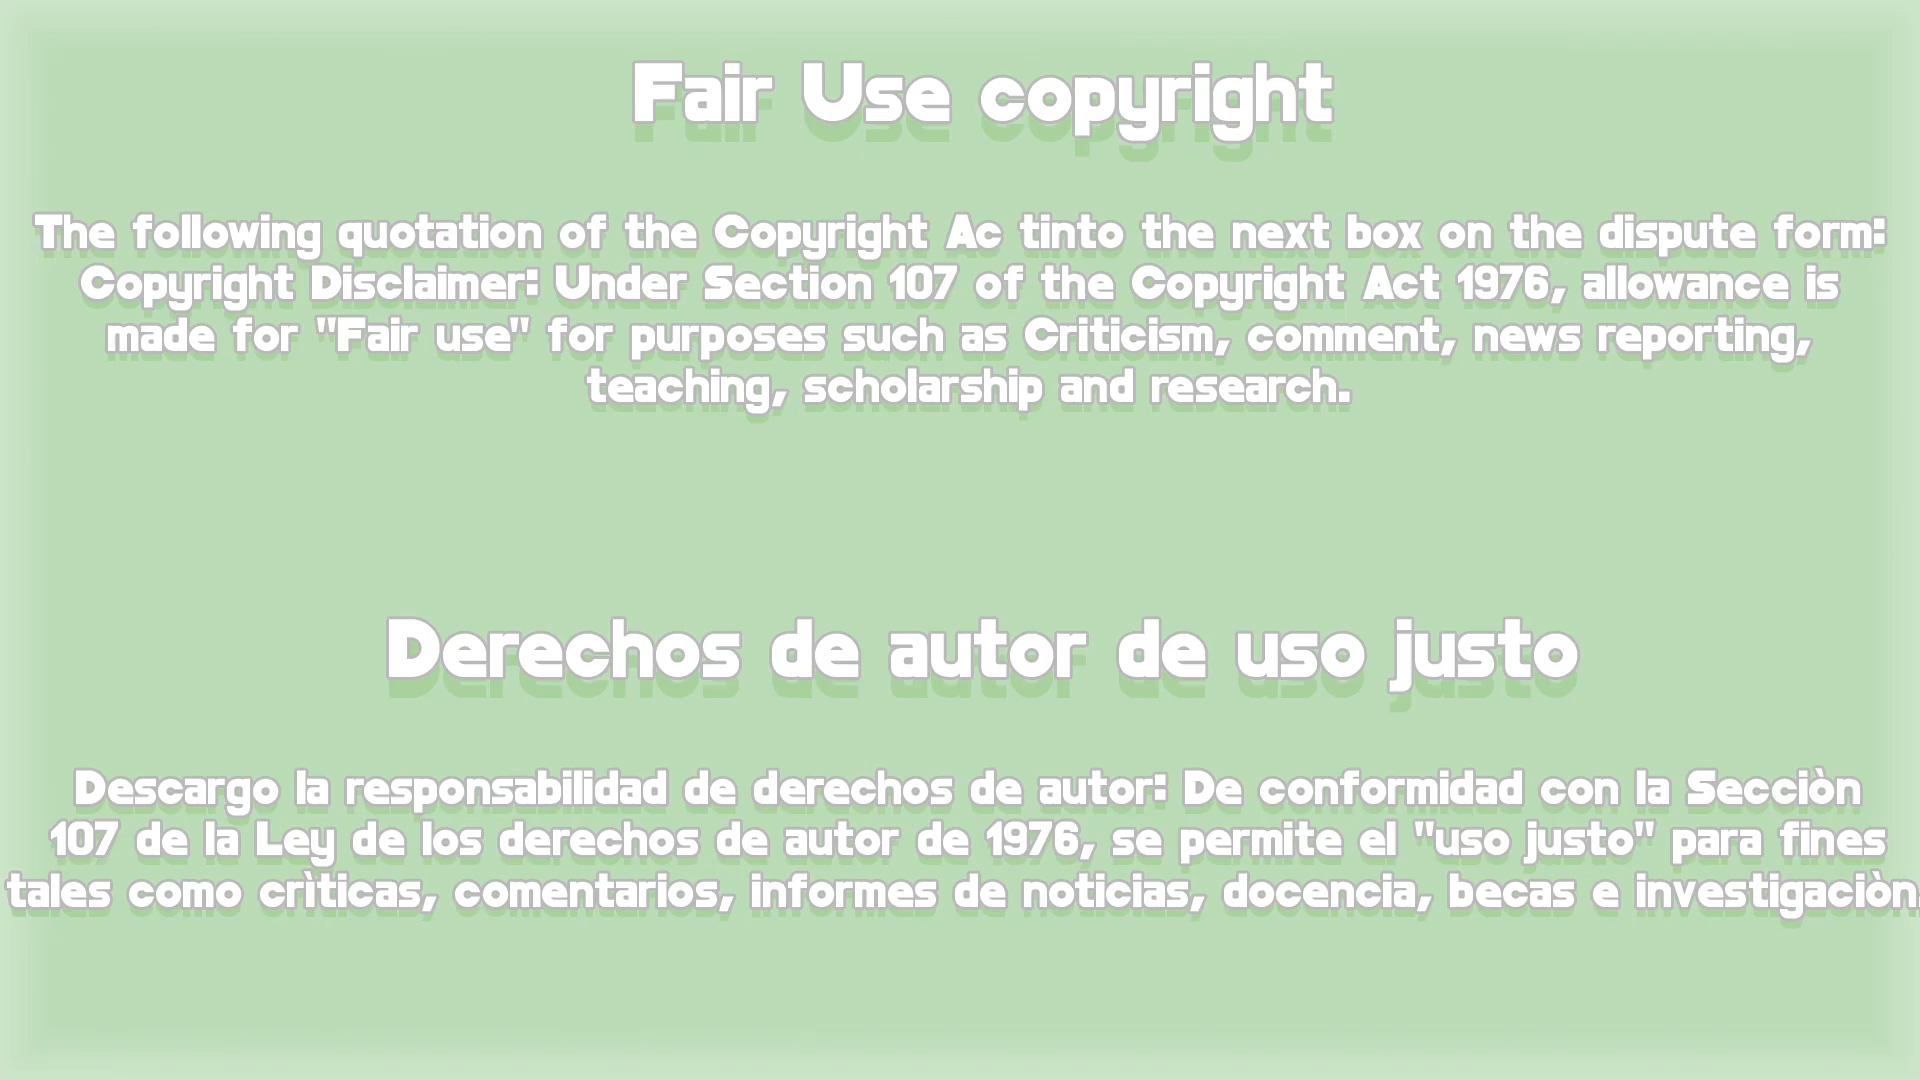 Fair Use copyright
The following quotation of the Copyright Ac tinto the next box on the dispute form:
Copyright Disclaimer: Under Section 107 of the Copyright Act 1976, allowance is
made for "Fair use" for purposes such as Criticism, comment, news reporting,
teaching, scholarship and research.
Derechos de autor de uso justo
Descargo la responsabilidad de derechos de autor: De conformidad con la Secciòn
107 de la Ley de los derechos de autor de 1976, se permite el "uso justo" para fines
tales como crìticas, comentarios, informes de noticias, docencia, becas e investigaciòn.